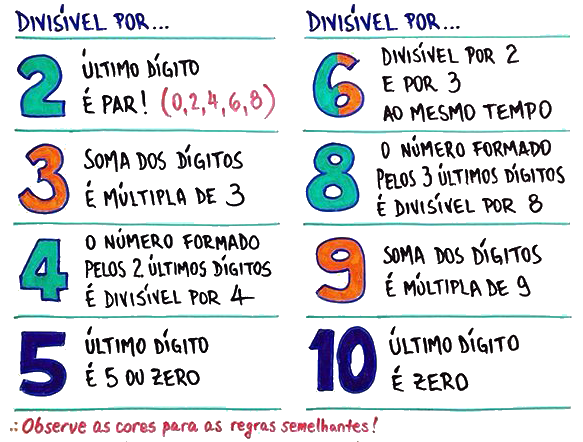 DIVISÍVEL POR...
2
ÚLTIMO DÍGITO
É PAR! (0,2,4,6,8)
3
SOMA DOS DÍGITOS
É MÚLTIPLA DE 3
4
O NÚMERO FORMADO
PELOS 2 ÚLTIMOS DÍGITOS
É DIVISÍVEL POR 4
5
ÚLTIMO DÍGITO
É 5 OU ZERO
DIVISÍVEL POR...
6
DIVISÍVEL POR 2
E POR 3
AO MESMO TEMPO
8
O NÚMERO FORMADO
PELOS 3 ÚLTIMOS DÍGITOS
É DIVISÍVEL POR 8
9
SOMA DOS DÍGITOS
É MÚLTIPLA DE 9
10
ÚLTIMO DÍGITO
É ZERO
.: Observe as cores para as regras semelhantes!